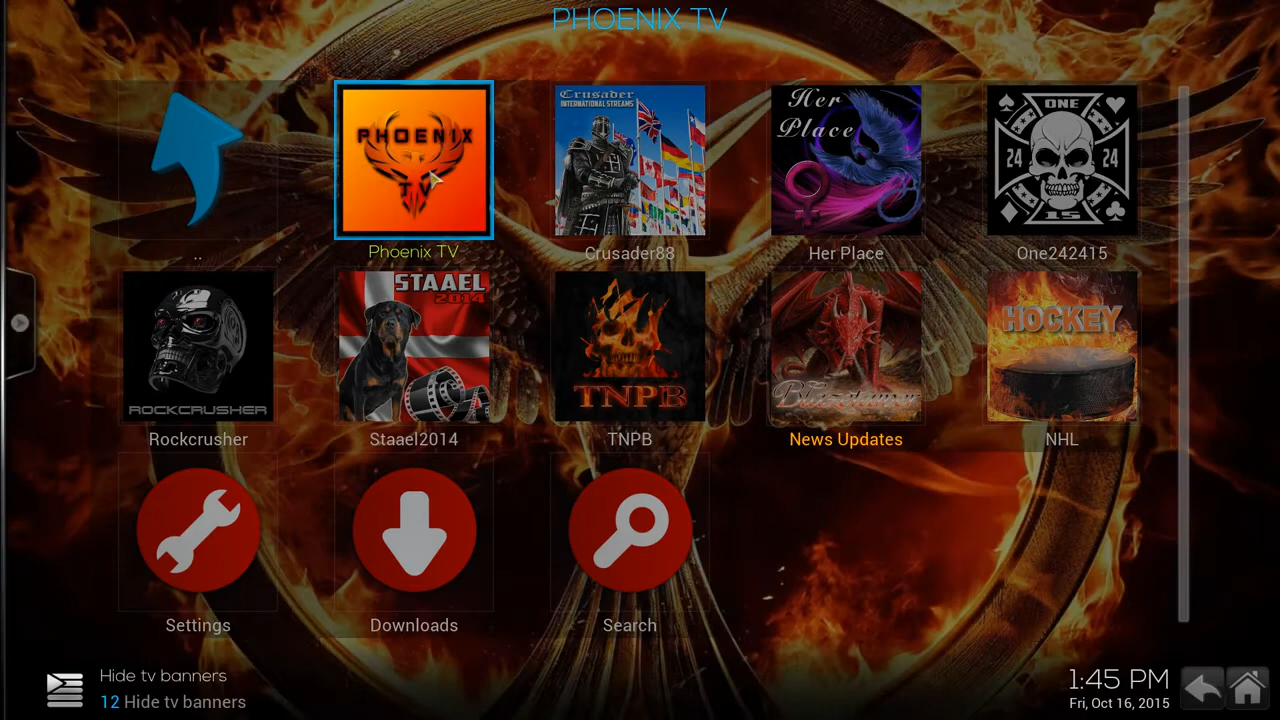 PHOENIX TV
PHOENIX
TV
Crusader
INTERNATIONAL STREAMS
Her
Place
ONE
24 24
15
..
Phoenix TV
Crusader88
Her Place
One242415
ROCKCRUSHER
STAAEL
2014
TNPB
Blazetamer
HOCKEY
Rockcrusher
Staael2014
TNPB
News Updates
NHL
Settings
Downloads
Search
Hide tv banners
12 Hide tv banners
1:45 PM
Fri, Oct 16, 2015